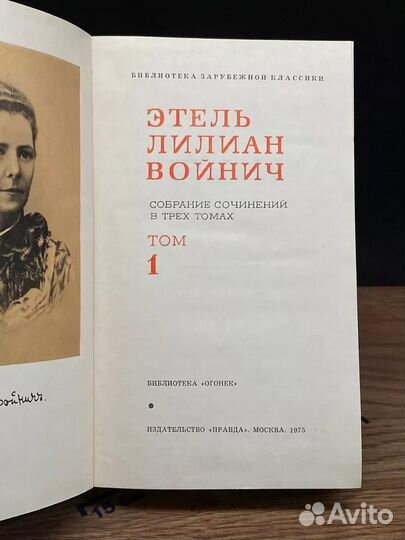 БИБЛИОТЕКА ЗАРУБЕЖНОЙ КЛАССИКИ
ЭТЕЛЬ
ЛИЛИАН
ВОЙНИЧ
СОБРАНИЕ СОЧИНЕНИЙ
В ТРЕХ ТОМАХ
ТОМ
1
БИБЛИОТЕКА «ОГОНЕК»
ИЗДАТЕЛЬСТВО «ПРАВДА». МОСКВА. 1975
Avito